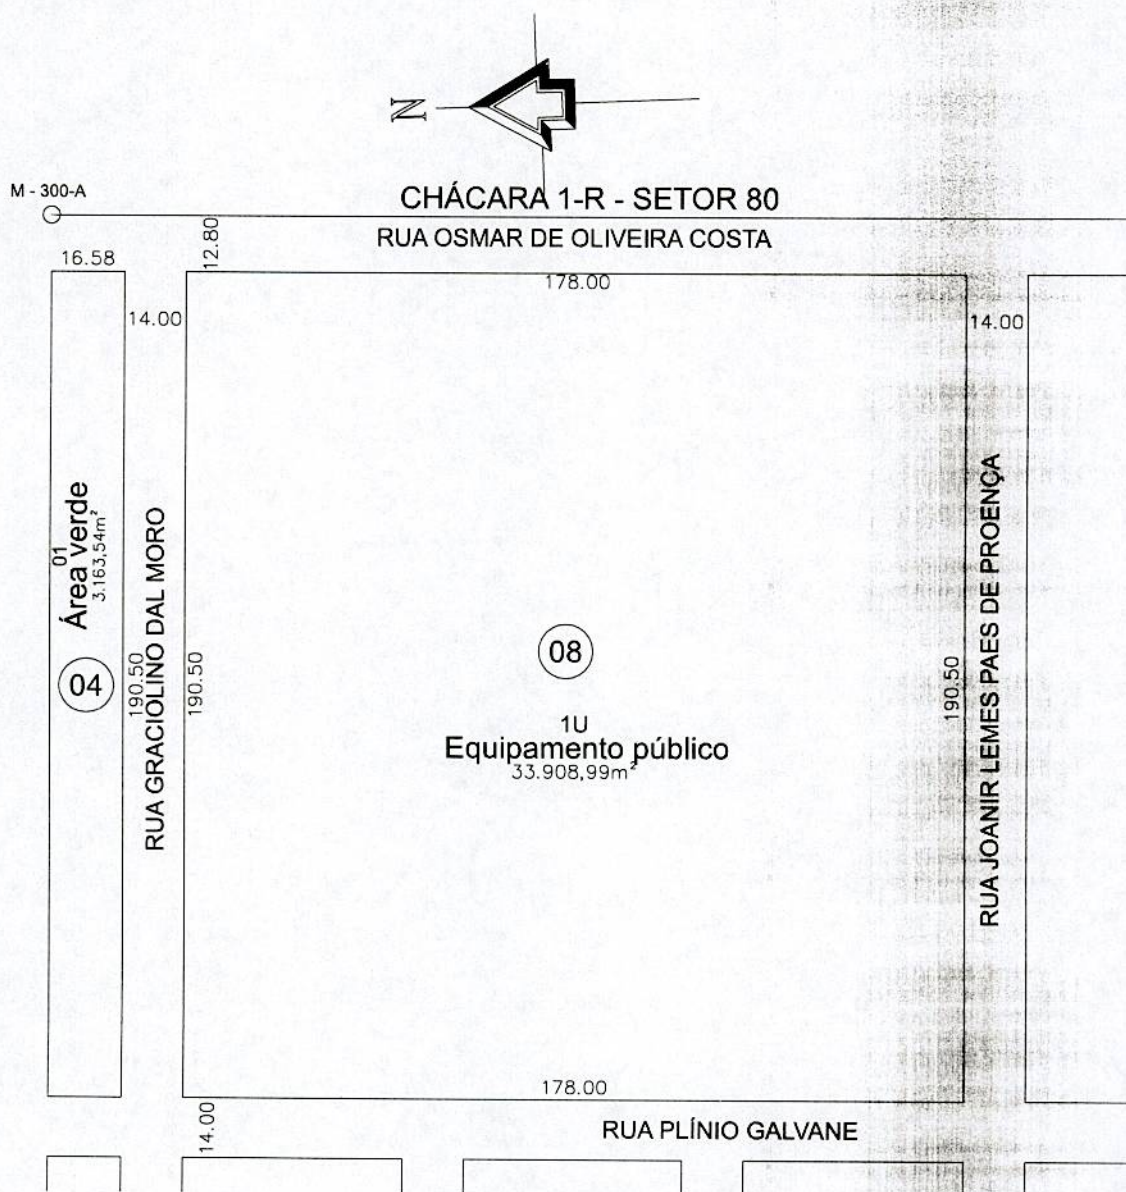 N
M - 300-A
CHÁCARA 1-R - SETOR 80
RUA OSMAR DE OLIVEIRA COSTA
16.58
12.80
178.00
14.00
14.00
01
Área verde
3.163,54m²
04
190.50
RUA GRACIOLINO DAL MORO
190.50
08
1U
Equipamento público
33.908,99m²
190.50
RUA JOANIR LEMES PAES DE PROENÇA
178.00
14.00
RUA PLÍNIO GALVANE